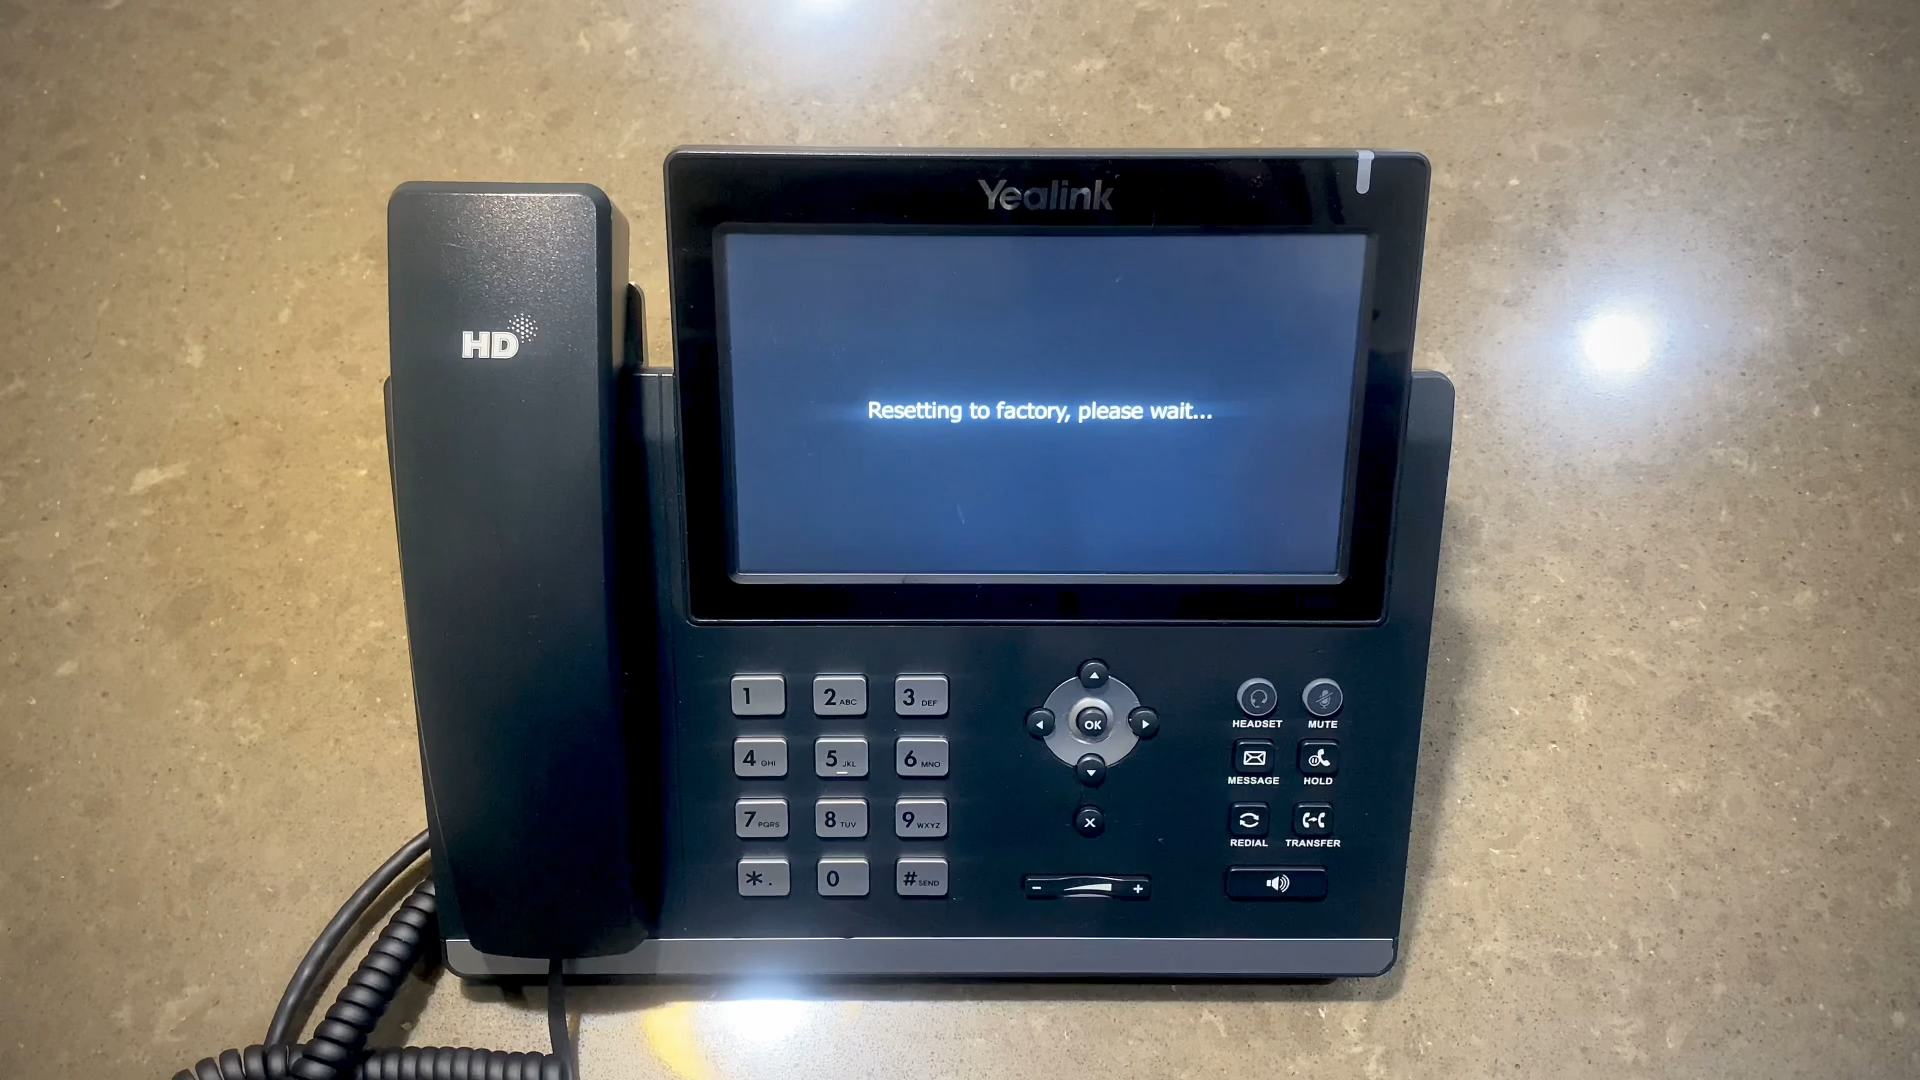 Yealink
HD
Resetting to factory, please wait...
1
2 ABC
3 DEF
4 GHI
5 JKL
6 MNO
7 PQRS
8 TUV
9 WXYZ
* .
0
# SEND
OK
X
- +
HEADSET MUTE
MESSAGE HOLD
REDIAL TRANSFER